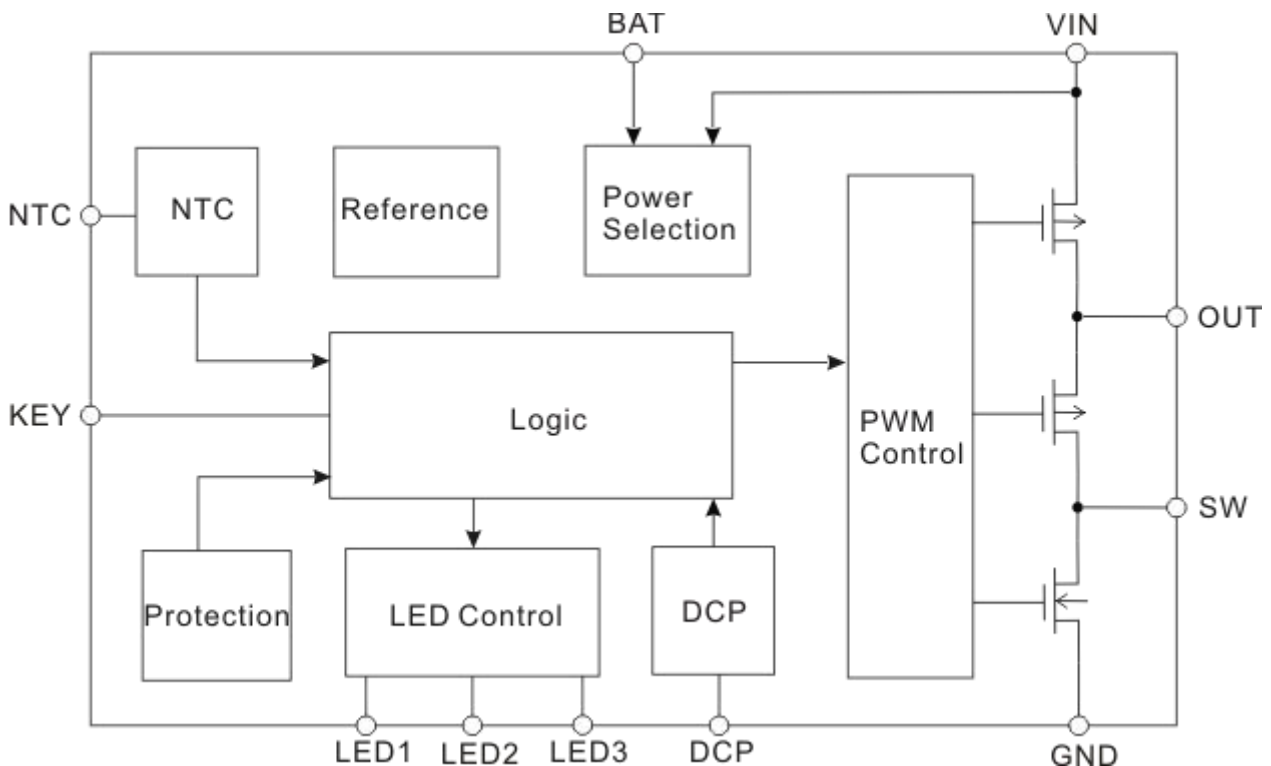 BAT
VIN
NTC
NTC
Reference
Power
Selection
OUT
KEY
Logic
PWM
Control
SW
Protection
LED Control
DCP
LED1
LED2
LED3
DCP
GND